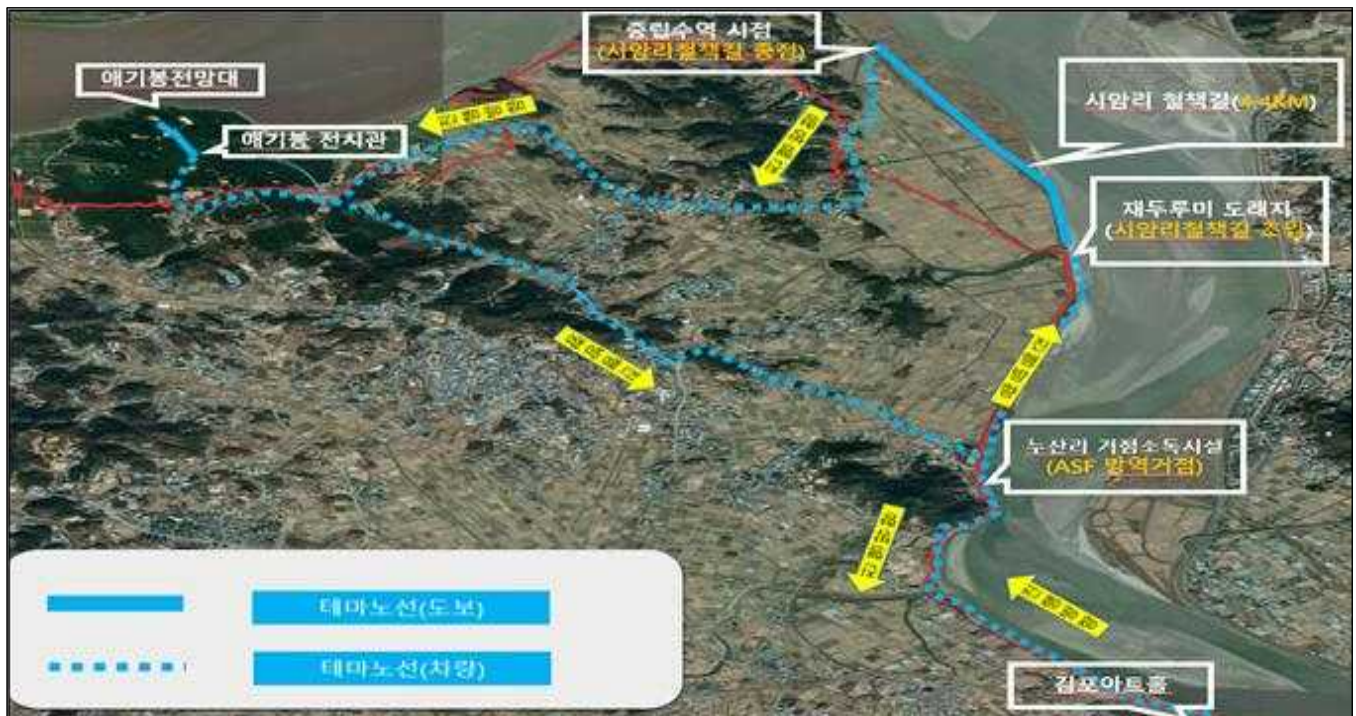 중립수역 시점
(시암리철책길 종점)
애기봉전망대
애기봉 전시관
시암리 철책길(4.4KM)
재두루미 도래지
(시암리철책길 초입)
누산리 거점소독시설
(ASF 방역거점)
김포아트홀
테마노선(도보)
테마노선(차량)